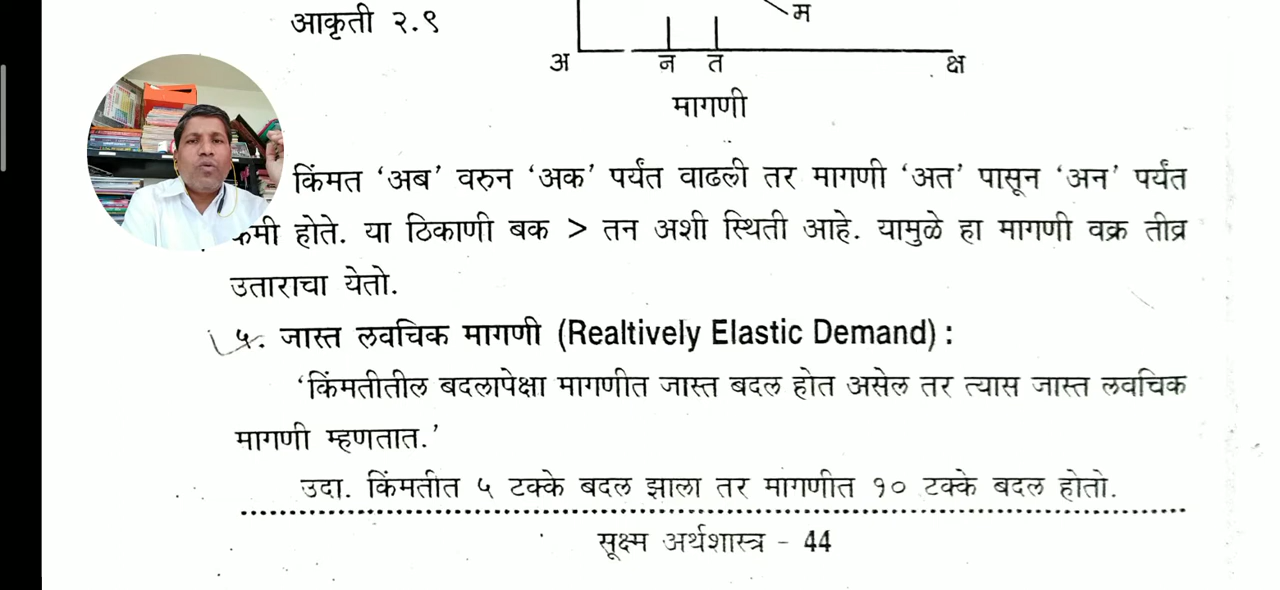 आकृती २.९
म
अ
न त
क्ष
मागणी
किंमत ‘अब’ वरुन ‘अक’ पर्यंत वाढली तर मागणी ‘अत’ पासून ‘अन’ पर्यंत
कमी होते. या ठिकाणी बक > तन अशी स्थिती आहे. यामुळे हा मागणी वक्र तीव्र
उताराचा येतो.
५. जास्त लवचिक मागणी (Realtively Elastic Demand) :
‘किंमतीतील बदलापेक्षा मागणीत जास्त बदल होत असेल तर त्यास जास्त लवचिक
मागणी म्हणतात.’
उदा. किंमतीत ५ टक्के बदल झाला तर मागणीत १० टक्के बदल होतो.
सूक्ष्म अर्थशास्त्र - 44